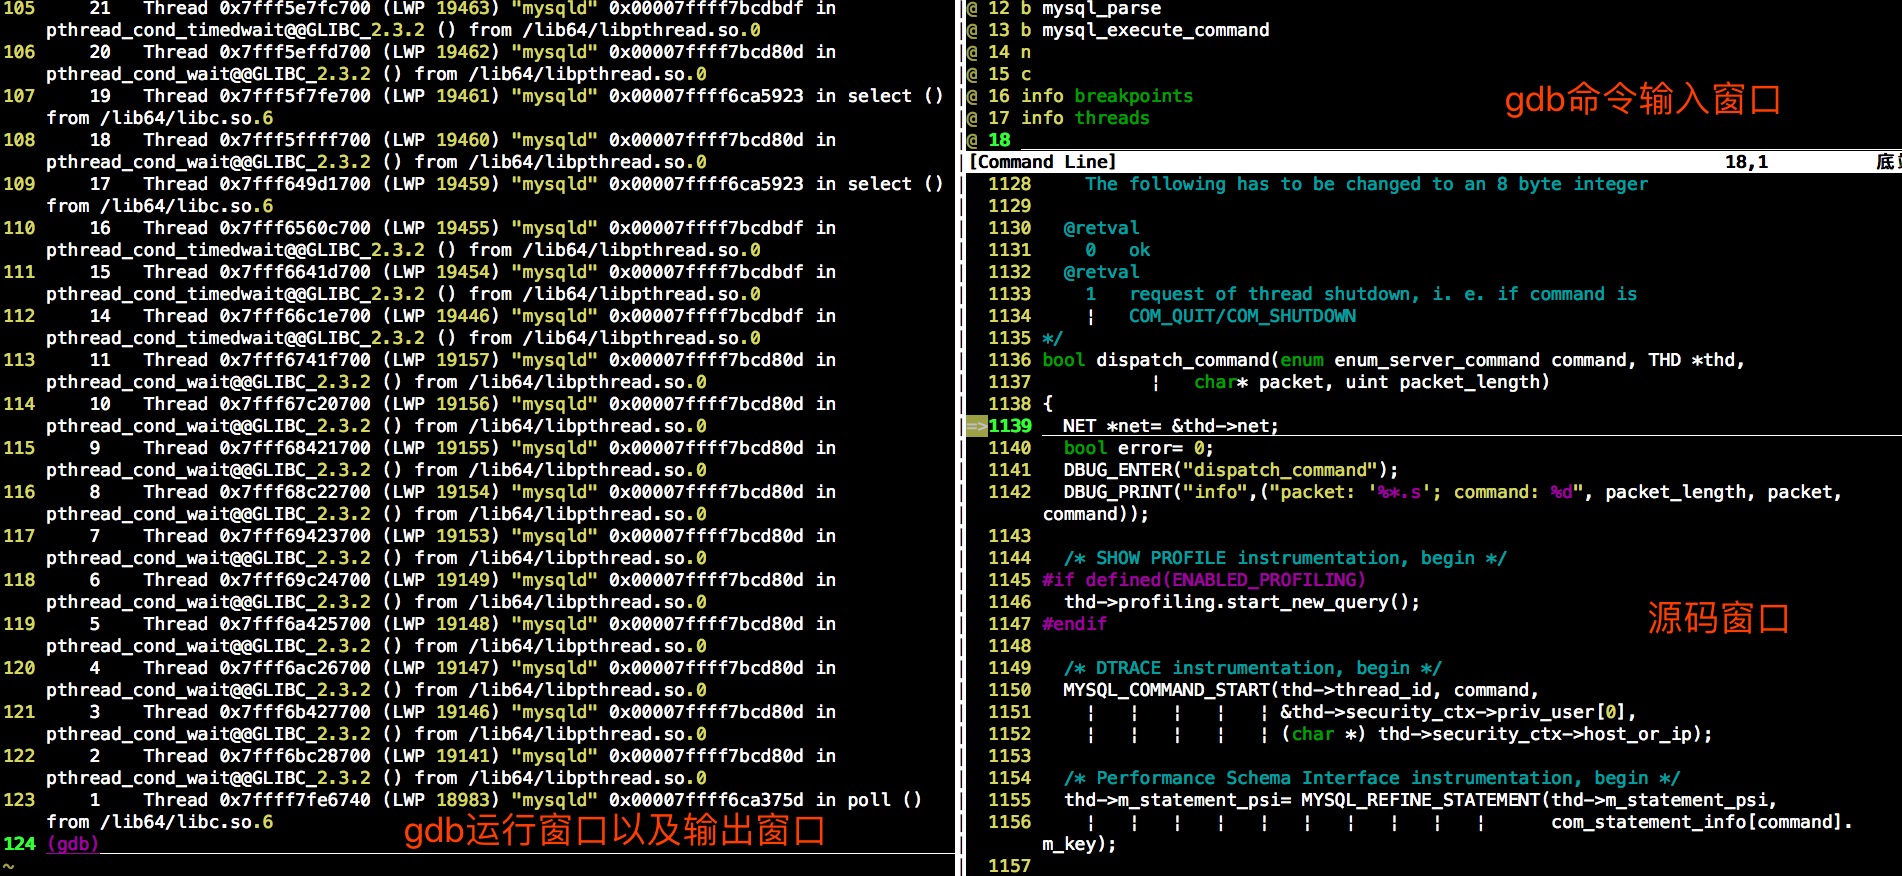 105     21   Thread 0x7fff5e7fc700 (LWP 19463) "mysqld" 0x00007ffff7bcdbdf in
pthread_cond_timedwait@@GLIBC_2.3.2 () from /lib64/libpthread.so.0
106     20   Thread 0x7fff5effd700 (LWP 19462) "mysqld" 0x00007ffff7bcd80d in
pthread_cond_wait@@GLIBC_2.3.2 () from /lib64/libpthread.so.0
107     19   Thread 0x7fff5f7fe700 (LWP 19461) "mysqld" 0x00007ffff6ca5923 in select ()
from /lib64/libc.so.6
108     18   Thread 0x7fff5ffff700 (LWP 19460) "mysqld" 0x00007ffff7bcd80d in
pthread_cond_wait@@GLIBC_2.3.2 () from /lib64/libpthread.so.0
109     17   Thread 0x7fff649d1700 (LWP 19459) "mysqld" 0x00007ffff6ca5923 in select ()
from /lib64/libc.so.6
110     16   Thread 0x7fff6560c700 (LWP 19455) "mysqld" 0x00007ffff7bcdbdf in
pthread_cond_timedwait@@GLIBC_2.3.2 () from /lib64/libpthread.so.0
111     15   Thread 0x7fff6641d700 (LWP 19454) "mysqld" 0x00007ffff7bcdbdf in
pthread_cond_timedwait@@GLIBC_2.3.2 () from /lib64/libpthread.so.0
112     14   Thread 0x7fff66c1e700 (LWP 19446) "mysqld" 0x00007ffff7bcdbdf in
pthread_cond_timedwait@@GLIBC_2.3.2 () from /lib64/libpthread.so.0
113     11   Thread 0x7fff6741f700 (LWP 19157) "mysqld" 0x00007ffff7bcd80d in
pthread_cond_wait@@GLIBC_2.3.2 () from /lib64/libpthread.so.0
114     10   Thread 0x7fff67c20700 (LWP 19156) "mysqld" 0x00007ffff7bcd80d in
pthread_cond_wait@@GLIBC_2.3.2 () from /lib64/libpthread.so.0
115     9    Thread 0x7fff68421700 (LWP 19155) "mysqld" 0x00007ffff7bcd80d in
pthread_cond_wait@@GLIBC_2.3.2 () from /lib64/libpthread.so.0
116     8    Thread 0x7fff68c22700 (LWP 19154) "mysqld" 0x00007ffff7bcd80d in
pthread_cond_wait@@GLIBC_2.3.2 () from /lib64/libpthread.so.0
117     7    Thread 0x7fff69423700 (LWP 19153) "mysqld" 0x00007ffff7bcd80d in
pthread_cond_wait@@GLIBC_2.3.2 () from /lib64/libpthread.so.0
118     6    Thread 0x7fff69c24700 (LWP 19149) "mysqld" 0x00007ffff7bcd80d in
pthread_cond_wait@@GLIBC_2.3.2 () from /lib64/libpthread.so.0
119     5    Thread 0x7fff6a425700 (LWP 19148) "mysqld" 0x00007ffff7bcd80d in
pthread_cond_wait@@GLIBC_2.3.2 () from /lib64/libpthread.so.0
120     4    Thread 0x7fff6ac26700 (LWP 19147) "mysqld" 0x00007ffff7bcd80d in
pthread_cond_wait@@GLIBC_2.3.2 () from /lib64/libpthread.so.0
121     3    Thread 0x7fff6b427700 (LWP 19146) "mysqld" 0x00007ffff7bcd80d in
pthread_cond_wait@@GLIBC_2.3.2 () from /lib64/libpthread.so.0
122     2    Thread 0x7fff6bc28700 (LWP 19141) "mysqld" 0x00007ffff7bcd80d in
pthread_cond_wait@@GLIBC_2.3.2 () from /lib64/libpthread.so.0
123     1    Thread 0x7ffff7fe6740 (LWP 18983) "mysqld" 0x00007ffff6ca375d in poll ()
from /lib64/libc.so.6
gdb运行窗口以及输出窗口
124 (gdb)
~
@ 12 b mysql_parse
@ 13 b mysql_execute_command
@ 14 n
@ 15 c
@ 16 info breakpoints
@ 17 info threads
@ 18
gdb命令输入窗口
[Command Line] 18,1 底
1128     The following has to be changed to an 8 byte integer
1129
1130   @retval
1131     0   ok
1132   @retval
1133     1   request of thread shutdown, i. e. if command is
1134     ¦   COM_QUIT/COM_SHUTDOWN
1135 */
1136 bool dispatch_command(enum enum_server_command command, THD *thd,
1137           ¦   char* packet, uint packet_length)
1138 {
=>1139   NET *net= &thd->net;
1140   bool error= 0;
1141   DBUG_ENTER("dispatch_command");
1142   DBUG_PRINT("info",("packet: '%*.s'; command: %d", packet_length, packet,
command));
1143
1144   /* SHOW PROFILE instrumentation, begin */
1145 #if defined(ENABLED_PROFILING)
1146   thd->profiling.start_new_query();
1147 #endif
源码窗口
1148
1149   /* DTRACE instrumentation, begin */
1150   MYSQL_COMMAND_START(thd->thread_id, command,
1151     ¦   ¦   ¦   ¦   ¦ &thd->security_ctx->priv_user[0],
1152     ¦   ¦   ¦   ¦   ¦ (char *) thd->security_ctx->host_or_ip);
1153
1154   /* Performance Schema Interface instrumentation, begin */
1155   thd->m_statement_psi= MYSQL_REFINE_STATEMENT(thd->m_statement_psi,
1156     ¦   ¦   ¦   ¦   ¦   ¦   ¦   ¦   ¦   ¦      com_statement_info[command].
m_key);
1157